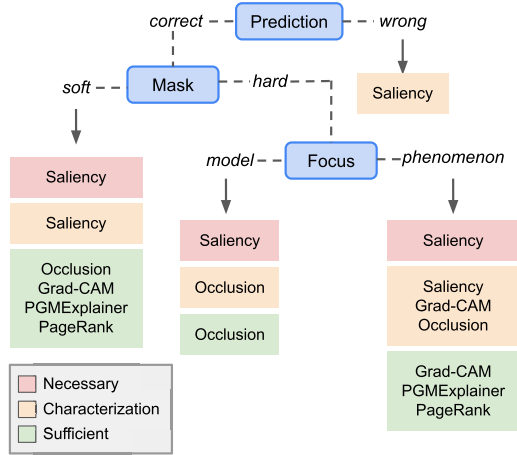 correct
Prediction
wrong
soft
Mask
hard
Saliency
model
Focus
phenomenon
Saliency
Saliency
Occlusion
Grad-CAM
PGMExplainer
PageRank
Saliency
Occlusion
Occlusion
Saliency
Saliency
Grad-CAM
Occlusion
Grad-CAM
PGMExplainer
PageRank
Necessary
Characterization
Sufficient